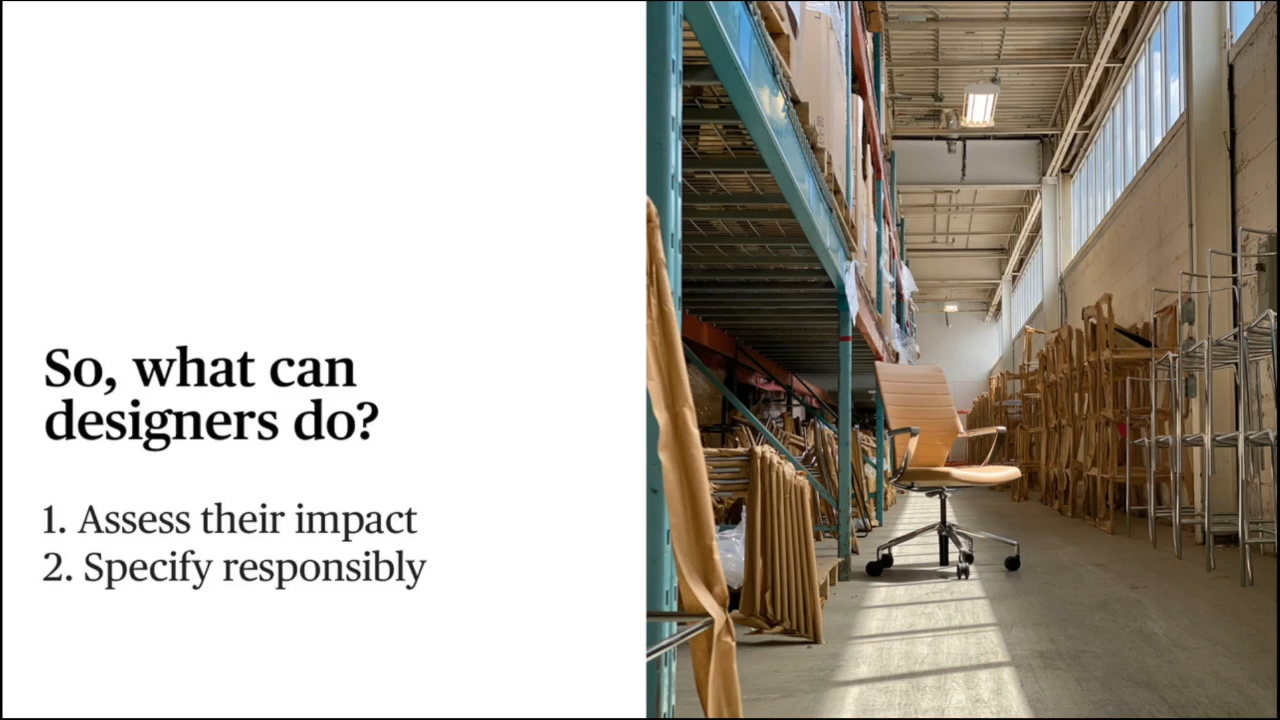 So, what can
designers do?
1. Assess their impact
2. Specify responsibly